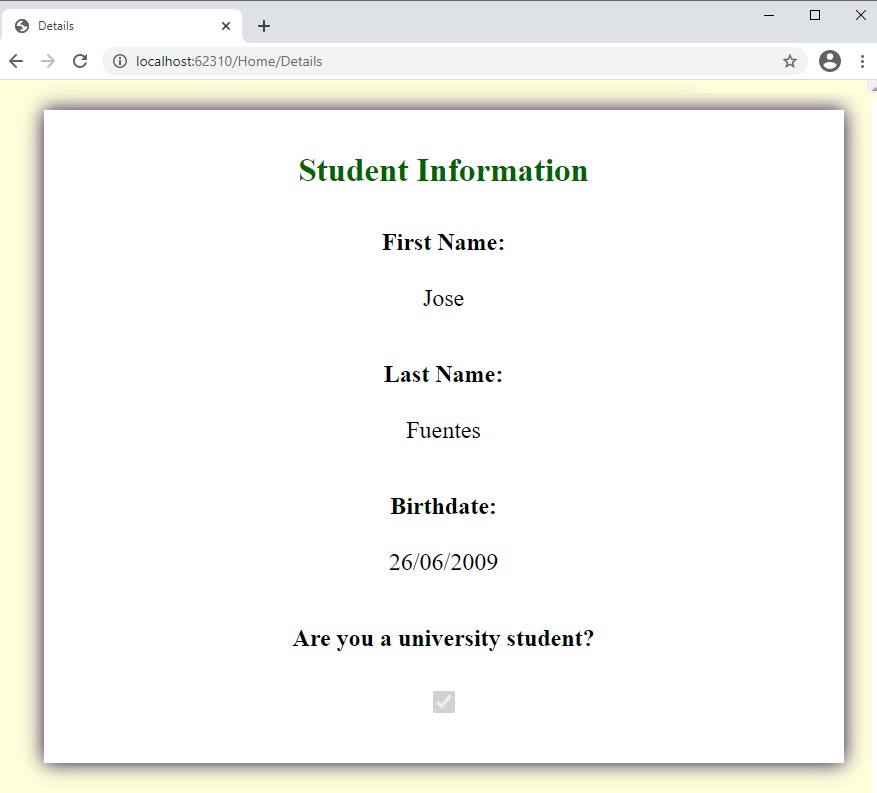 Details
localhost:62310/Home/Details
Student Information
First Name:
Jose
Last Name:
Fuentes
Birthdate:
26/06/2009
Are you a university student?